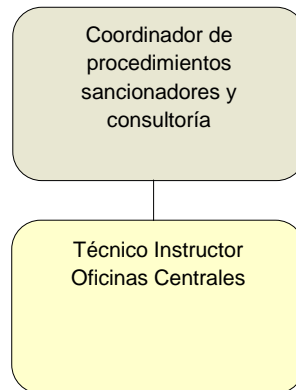 Coordinador de
procedimientos
sancionadores y
consultoría
Técnico Instructor
Oficinas Centrales